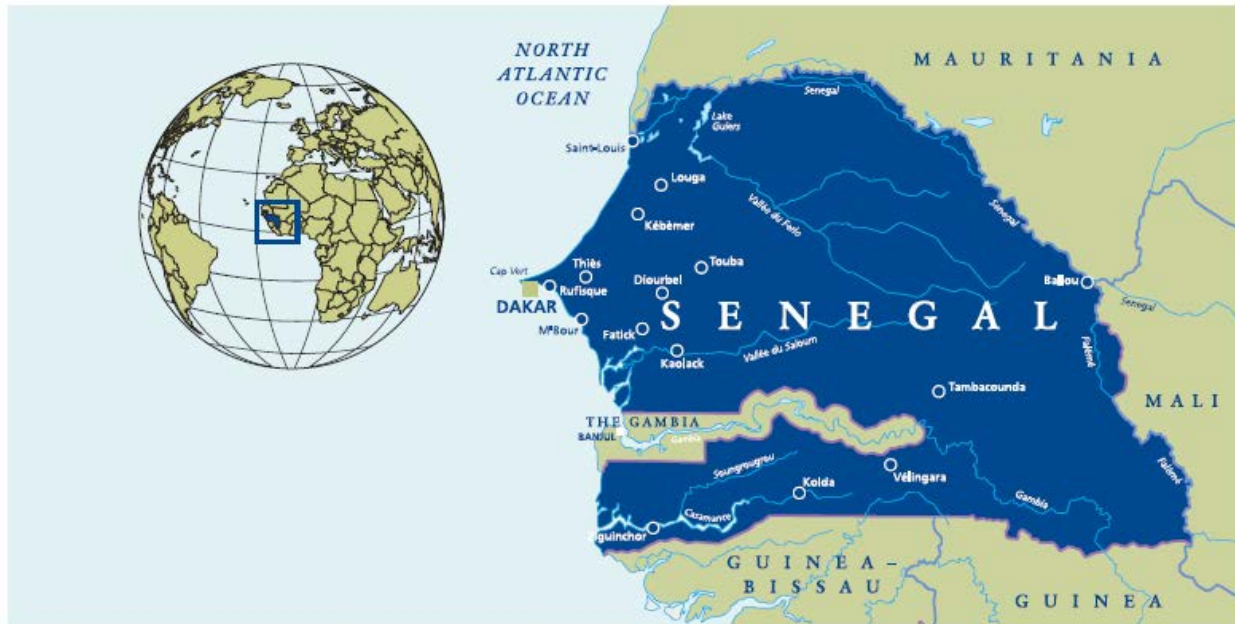 NORTH
ATLANTIC
OCEAN
MAURITANIA
Senegal
Lake
Guiers
Saint-Louis
Louga
Senegal
Vallée du Ferlo
Kébémer
Touba
Thiès
Cap Vert
Ballou
Diourbel
Rufisque
DAKAR
Senegal
SENEGAL
M'Bour
Fatick
Vallée du Saloum
Kaolack
Falémé
Tambacounda
MALI
THE GAMBIA
BANJUL
Gambia
Soungrougrou
Vélingara
Falémé
Kolda
Gambia
Casamance
Ziguinchor
GUINEA–
BISSAU
GUINEA